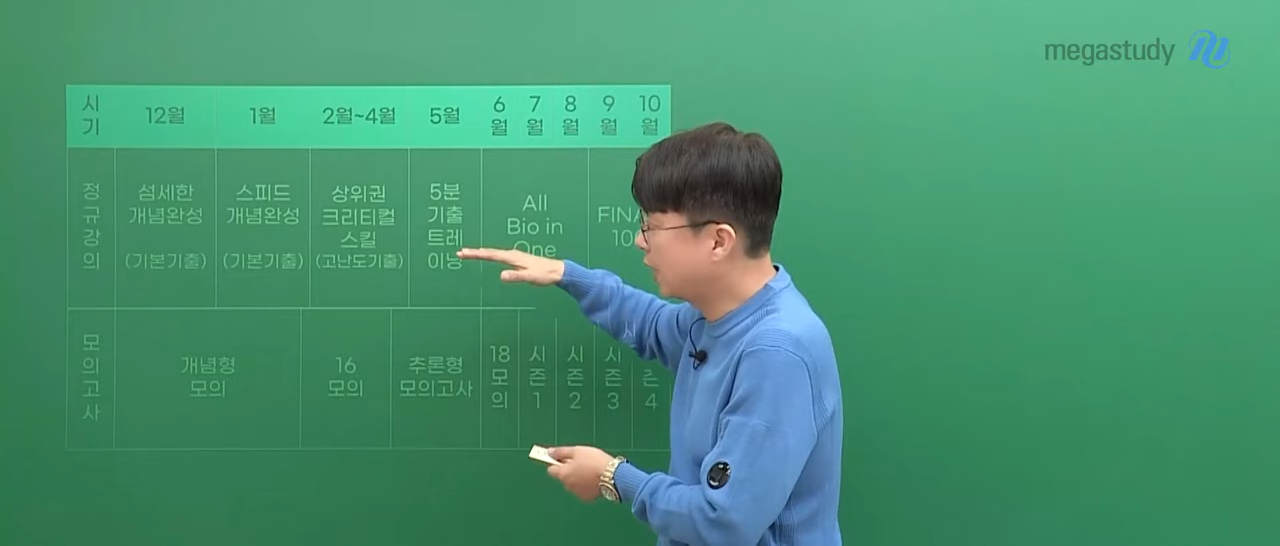 megastudy
시기 12월 1월 2월~4월 5월 6월 7월 8월 9월 10월
정규강의
섬세한
개념완성
(기본기출)
스피드
개념완성
(기본기출)
상위권
크리티컬
스킬
(고난도기출)
5분
기출
트레
이닝
All
Bio in
One
모의고사
개념형
모의
16
모의
추론형
모의고사
18
모
의
시
즌
1
시
즌
2
시
즌
3
4